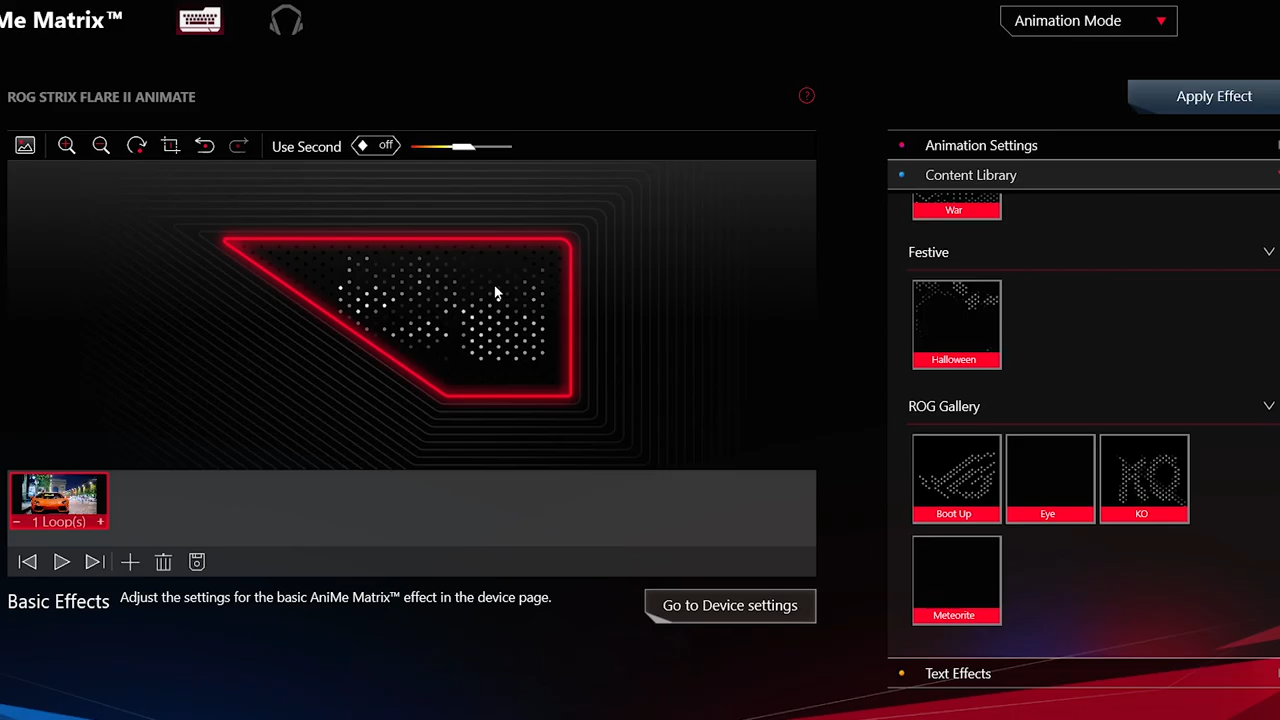 Me Matrix™
Animation Mode
ROG STRIX FLARE II ANIMATE
?
Apply Effect
Use Second
off
Animation Settings
Content Library
War
Festive
Halloween
ROG Gallery
Boot Up
Eye
KO
KO
Meteorite
1 Loop(s)
Basic Effects
Adjust the settings for the basic AniMe Matrix™ effect in the device page.
Go to Device settings
Text Effects